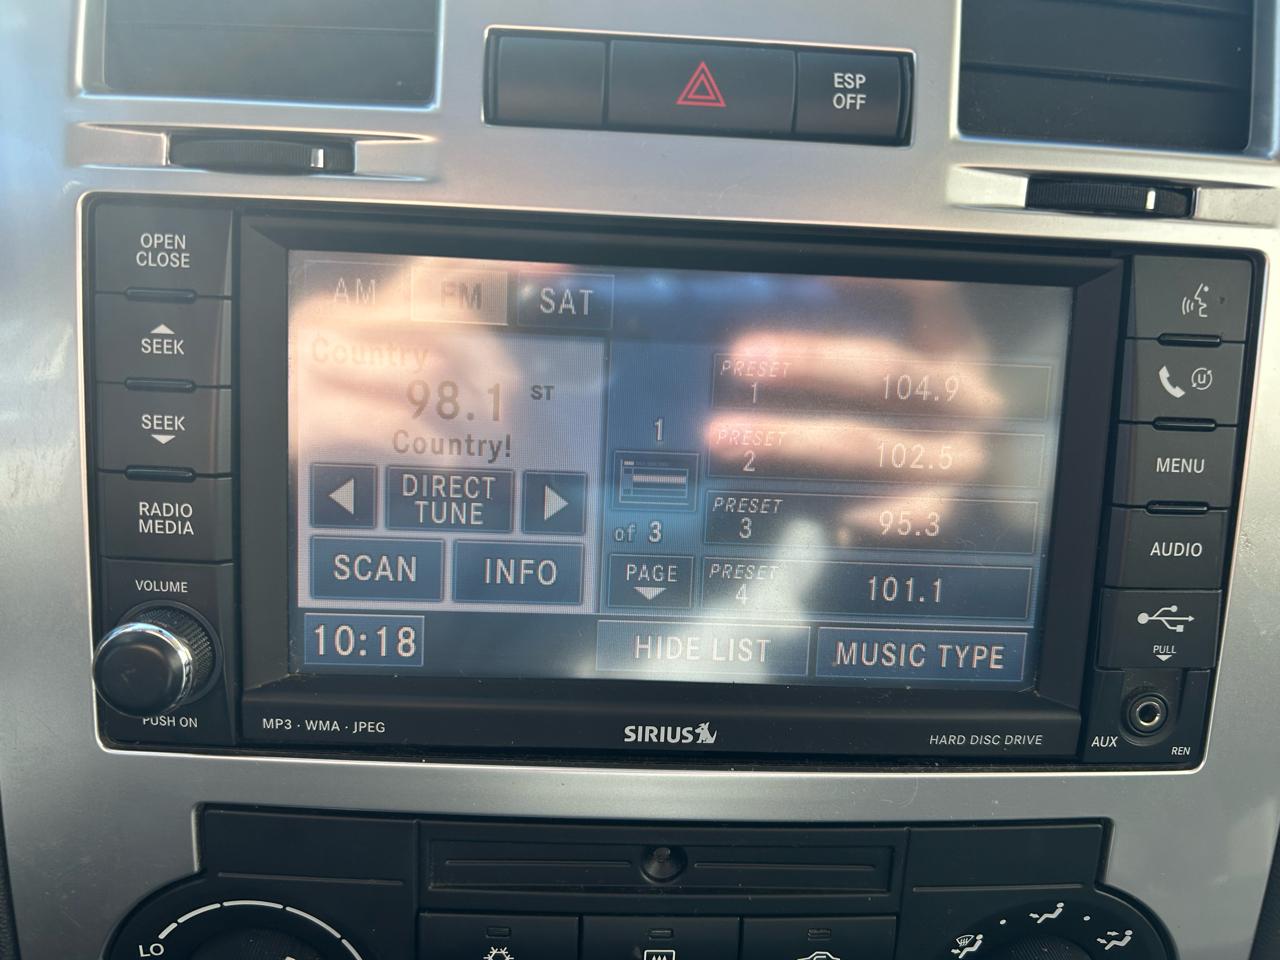 ESP
OFF
OPEN
CLOSE
SEEK
SEEK
RADIO
MEDIA
VOLUME
PUSH ON
AM
FM
SAT
Country
98.1
ST
Country!
DIRECT
TUNE
SCAN
INFO
10:18
1
of 3
PAGE
PRESET
1
104.9
PRESET
2
102.5
PRESET
3
95.3
PRESET
4
101.1
HIDE LIST
MUSIC TYPE
MENU
AUDIO
PULL
AUX
REN
MP3 · WMA · JPEG
SIRIUS
HARD DISC DRIVE
LO